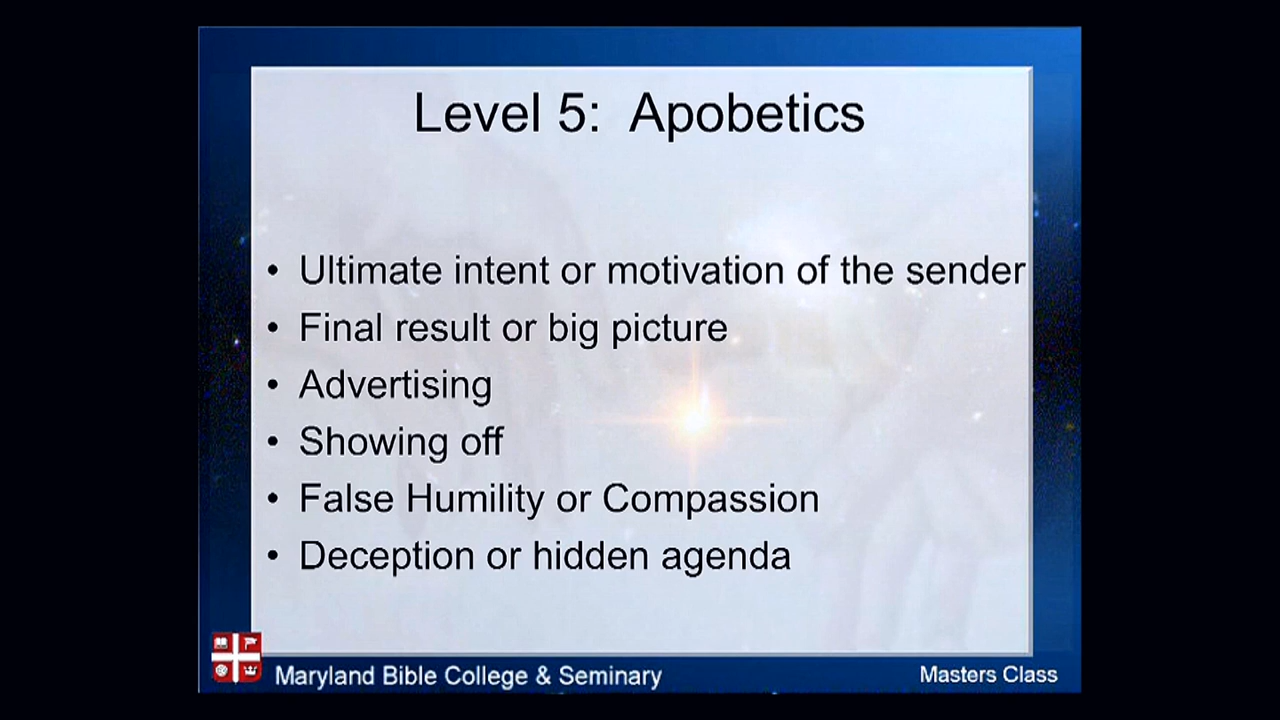 Level 5: Apobetics
• Ultimate intent or motivation of the sender
• Final result or big picture
• Advertising
• Showing off
• False Humility or Compassion
• Deception or hidden agenda
Maryland Bible College & Seminary
Masters Class